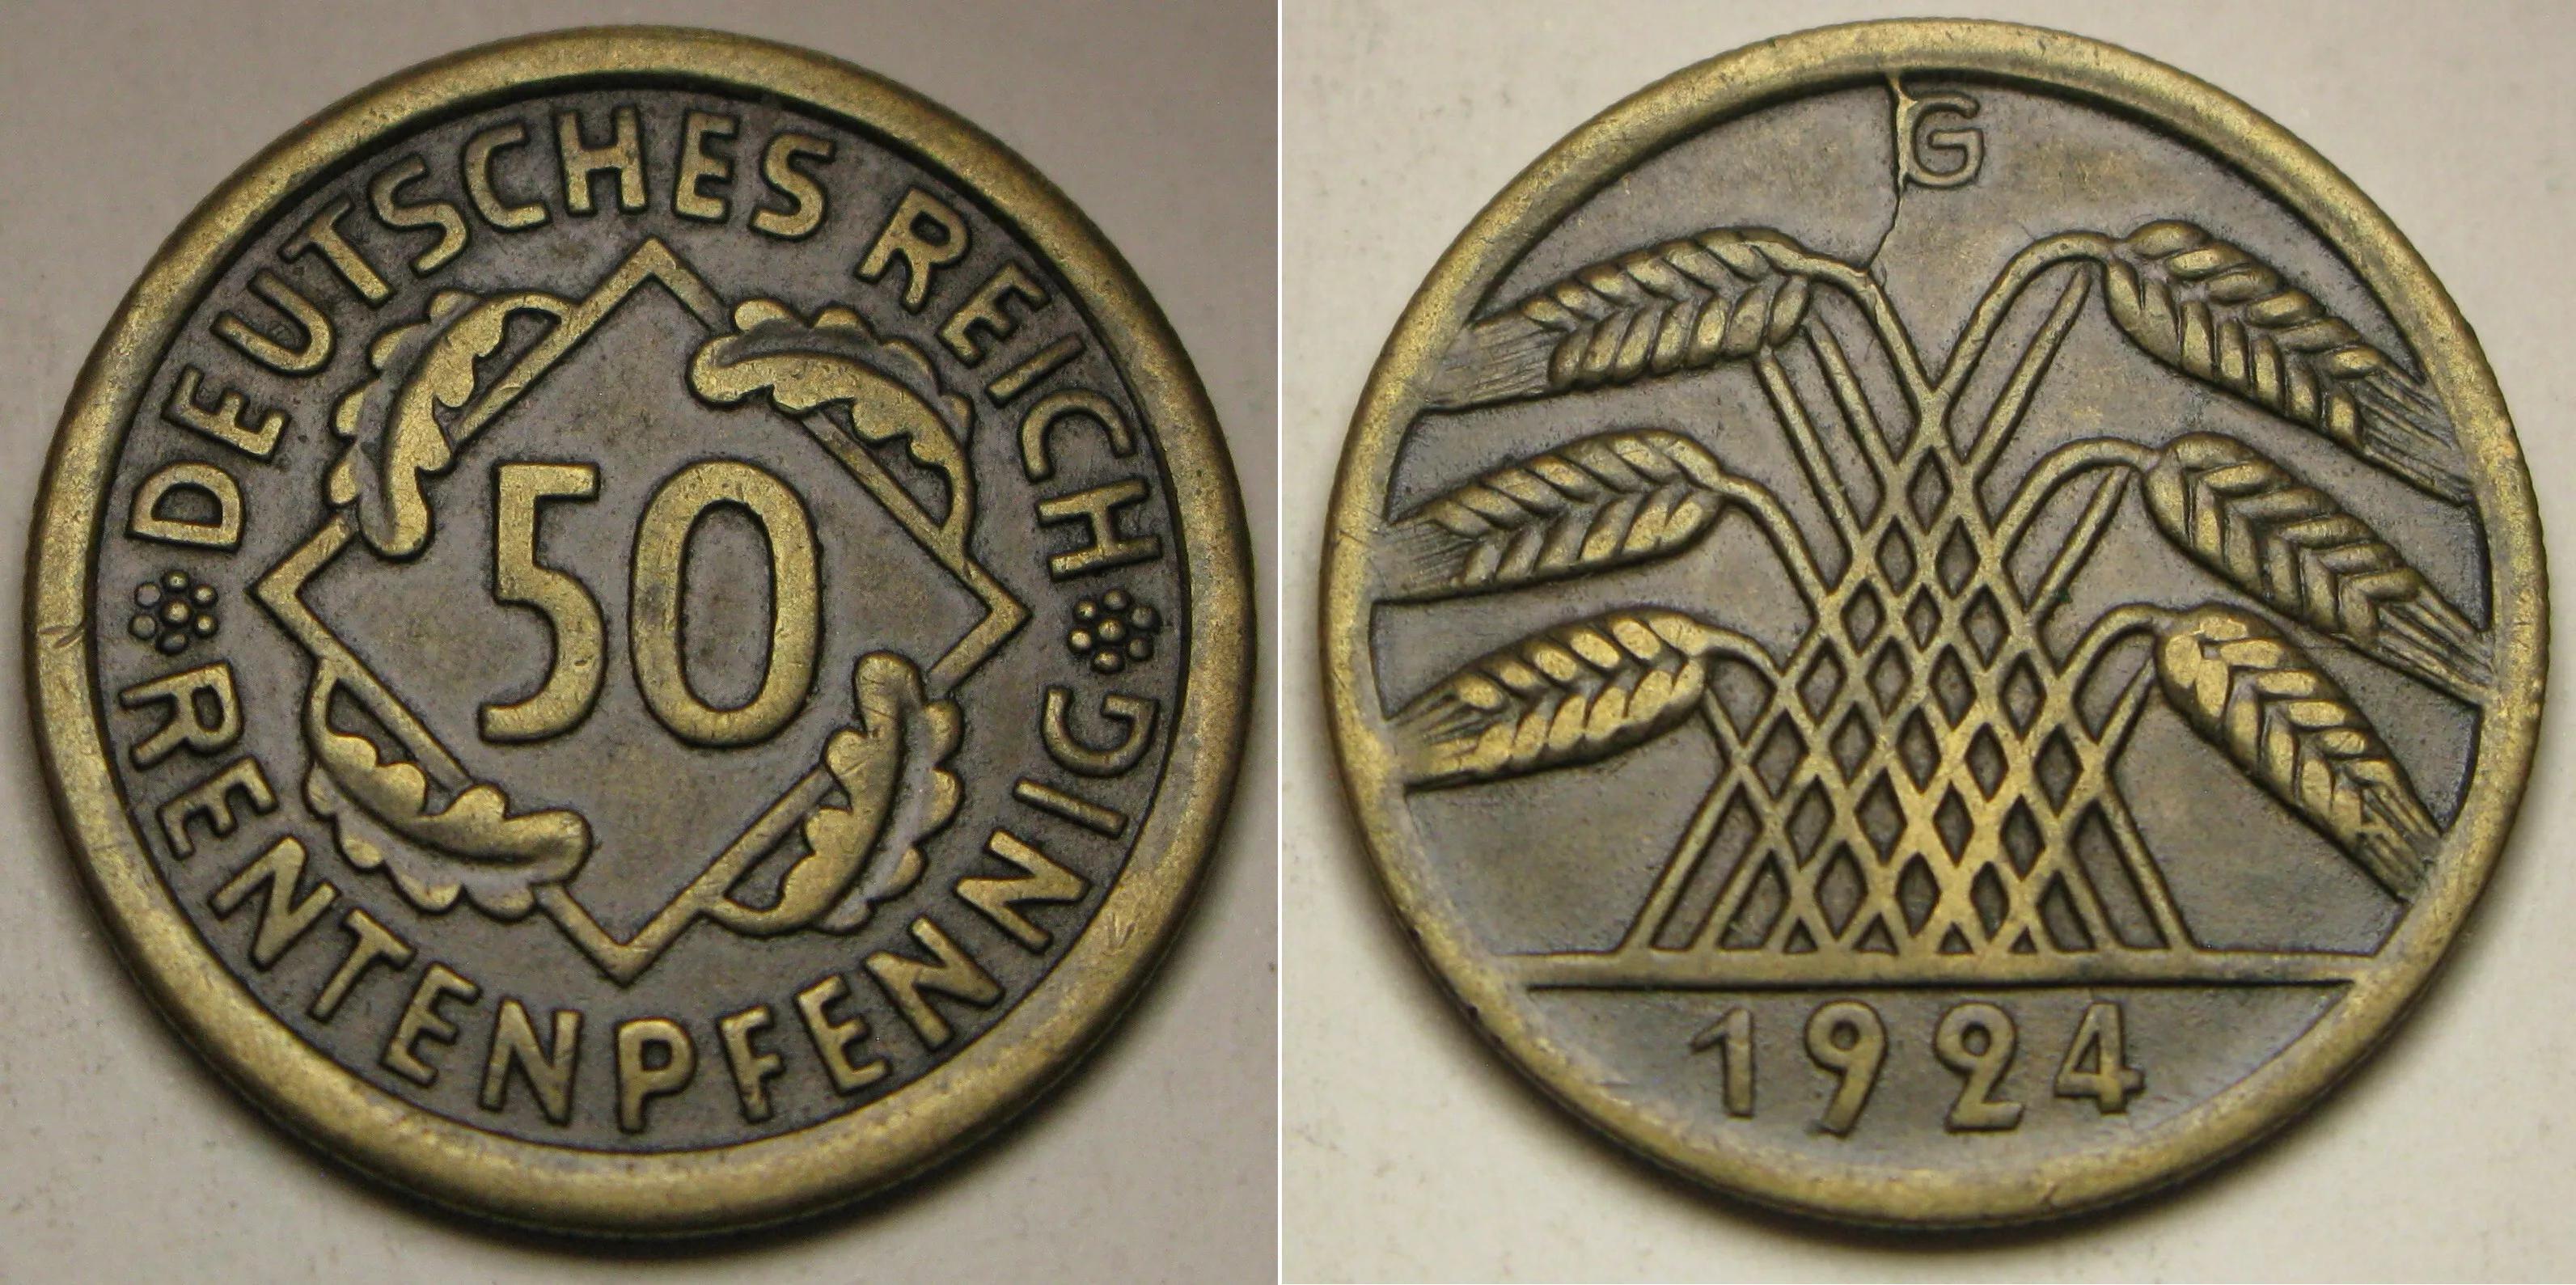 DEUTSCHES REICH
50
RENTENPFENNIG
G
1924